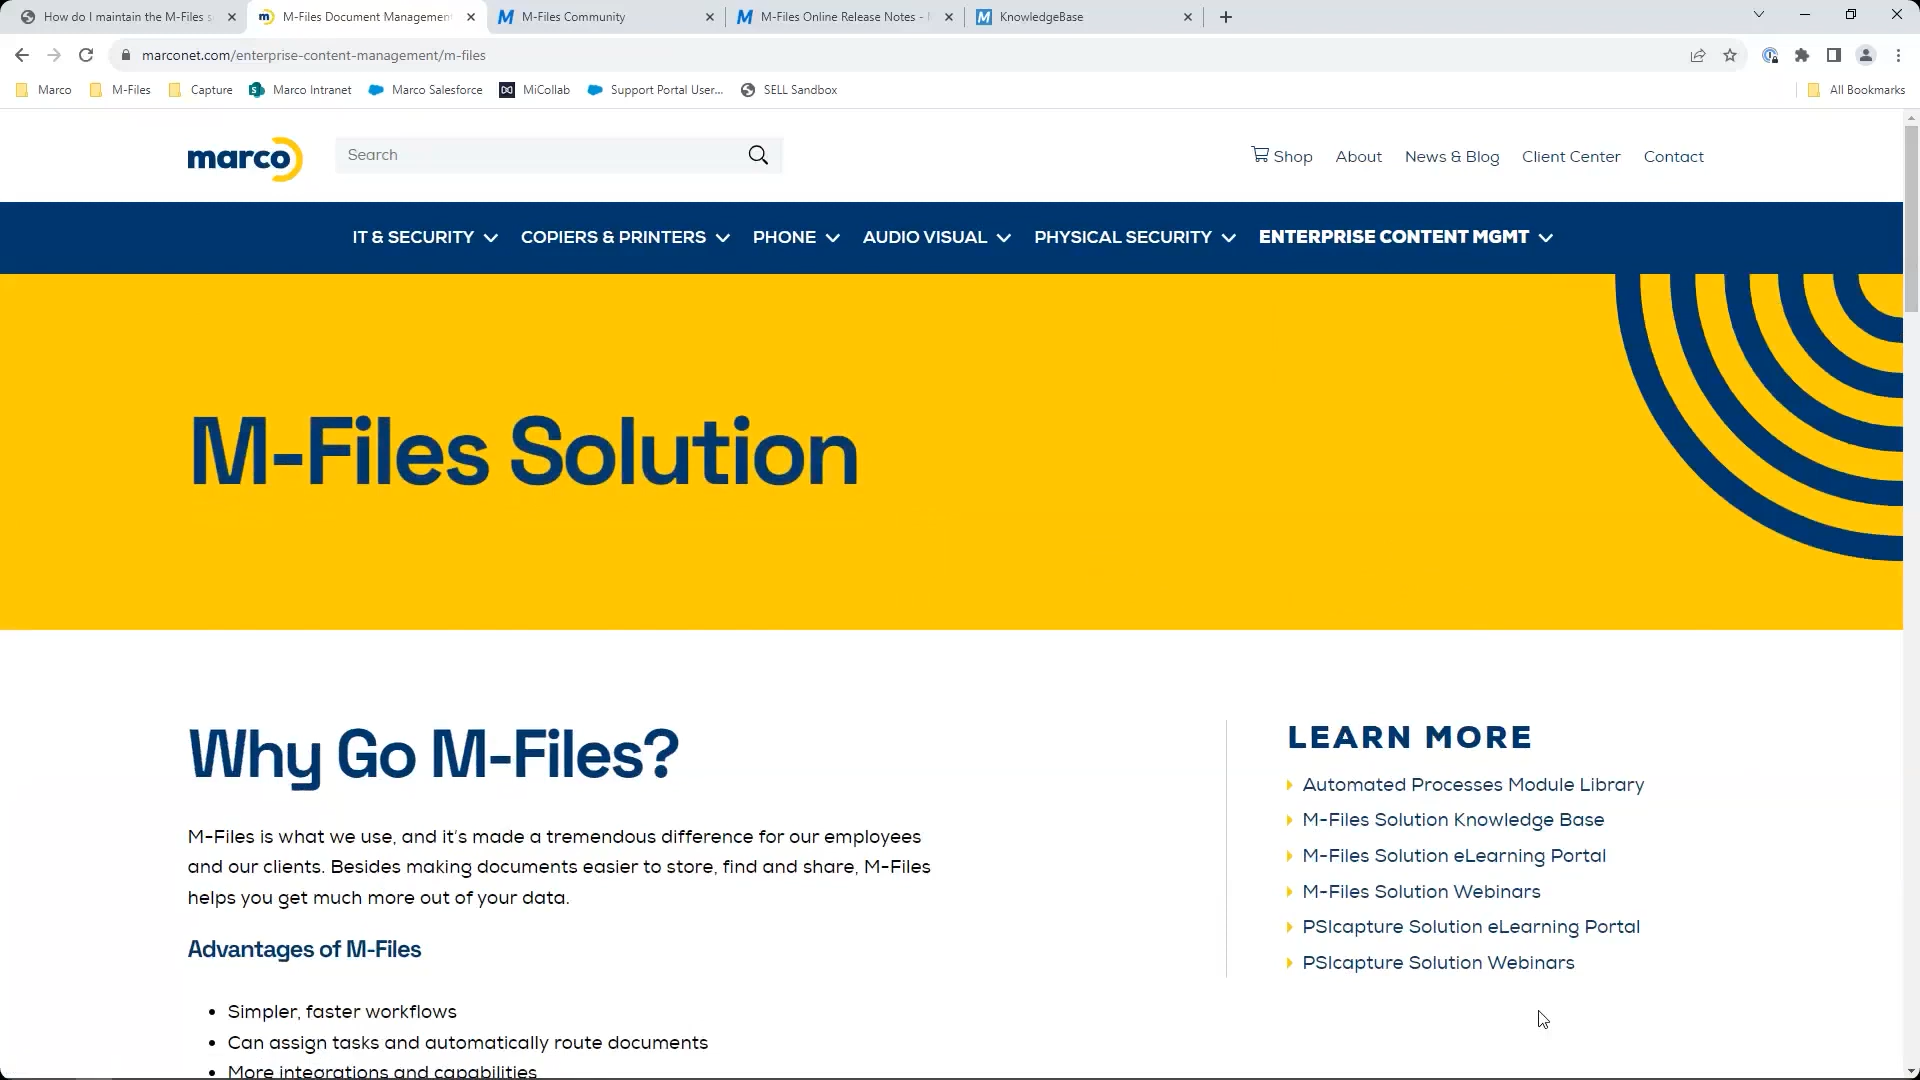 How do I maintain the M-Files s
M-Files Document Management
M-Files Community
M-Files Online Release Notes -
KnowledgeBase
marconet.com/enterprise-content-management/m-files
Marco
M-Files
Capture
Marco Intranet
Marco Salesforce
MiCollab
Support Portal User...
SELL Sandbox
All Bookmarks
marco
Search
Shop
About
News & Blog
Client Center
Contact
IT & SECURITY
COPIERS & PRINTERS
PHONE
AUDIO VISUAL
PHYSICAL SECURITY
ENTERPRISE CONTENT MGMT
M-Files Solution
Why Go M-Files?
M-Files is what we use, and it's made a tremendous difference for our employees
and our clients. Besides making documents easier to store, find and share, M-Files
helps you get much more out of your data.
Advantages of M-Files
• Simpler, faster workflows
• Can assign tasks and automatically route documents
• More integrations and capabilities
LEARN MORE
Automated Processes Module Library
M-Files Solution Knowledge Base
M-Files Solution eLearning Portal
M-Files Solution Webinars
PSIcapture Solution eLearning Portal
PSIcapture Solution Webinars